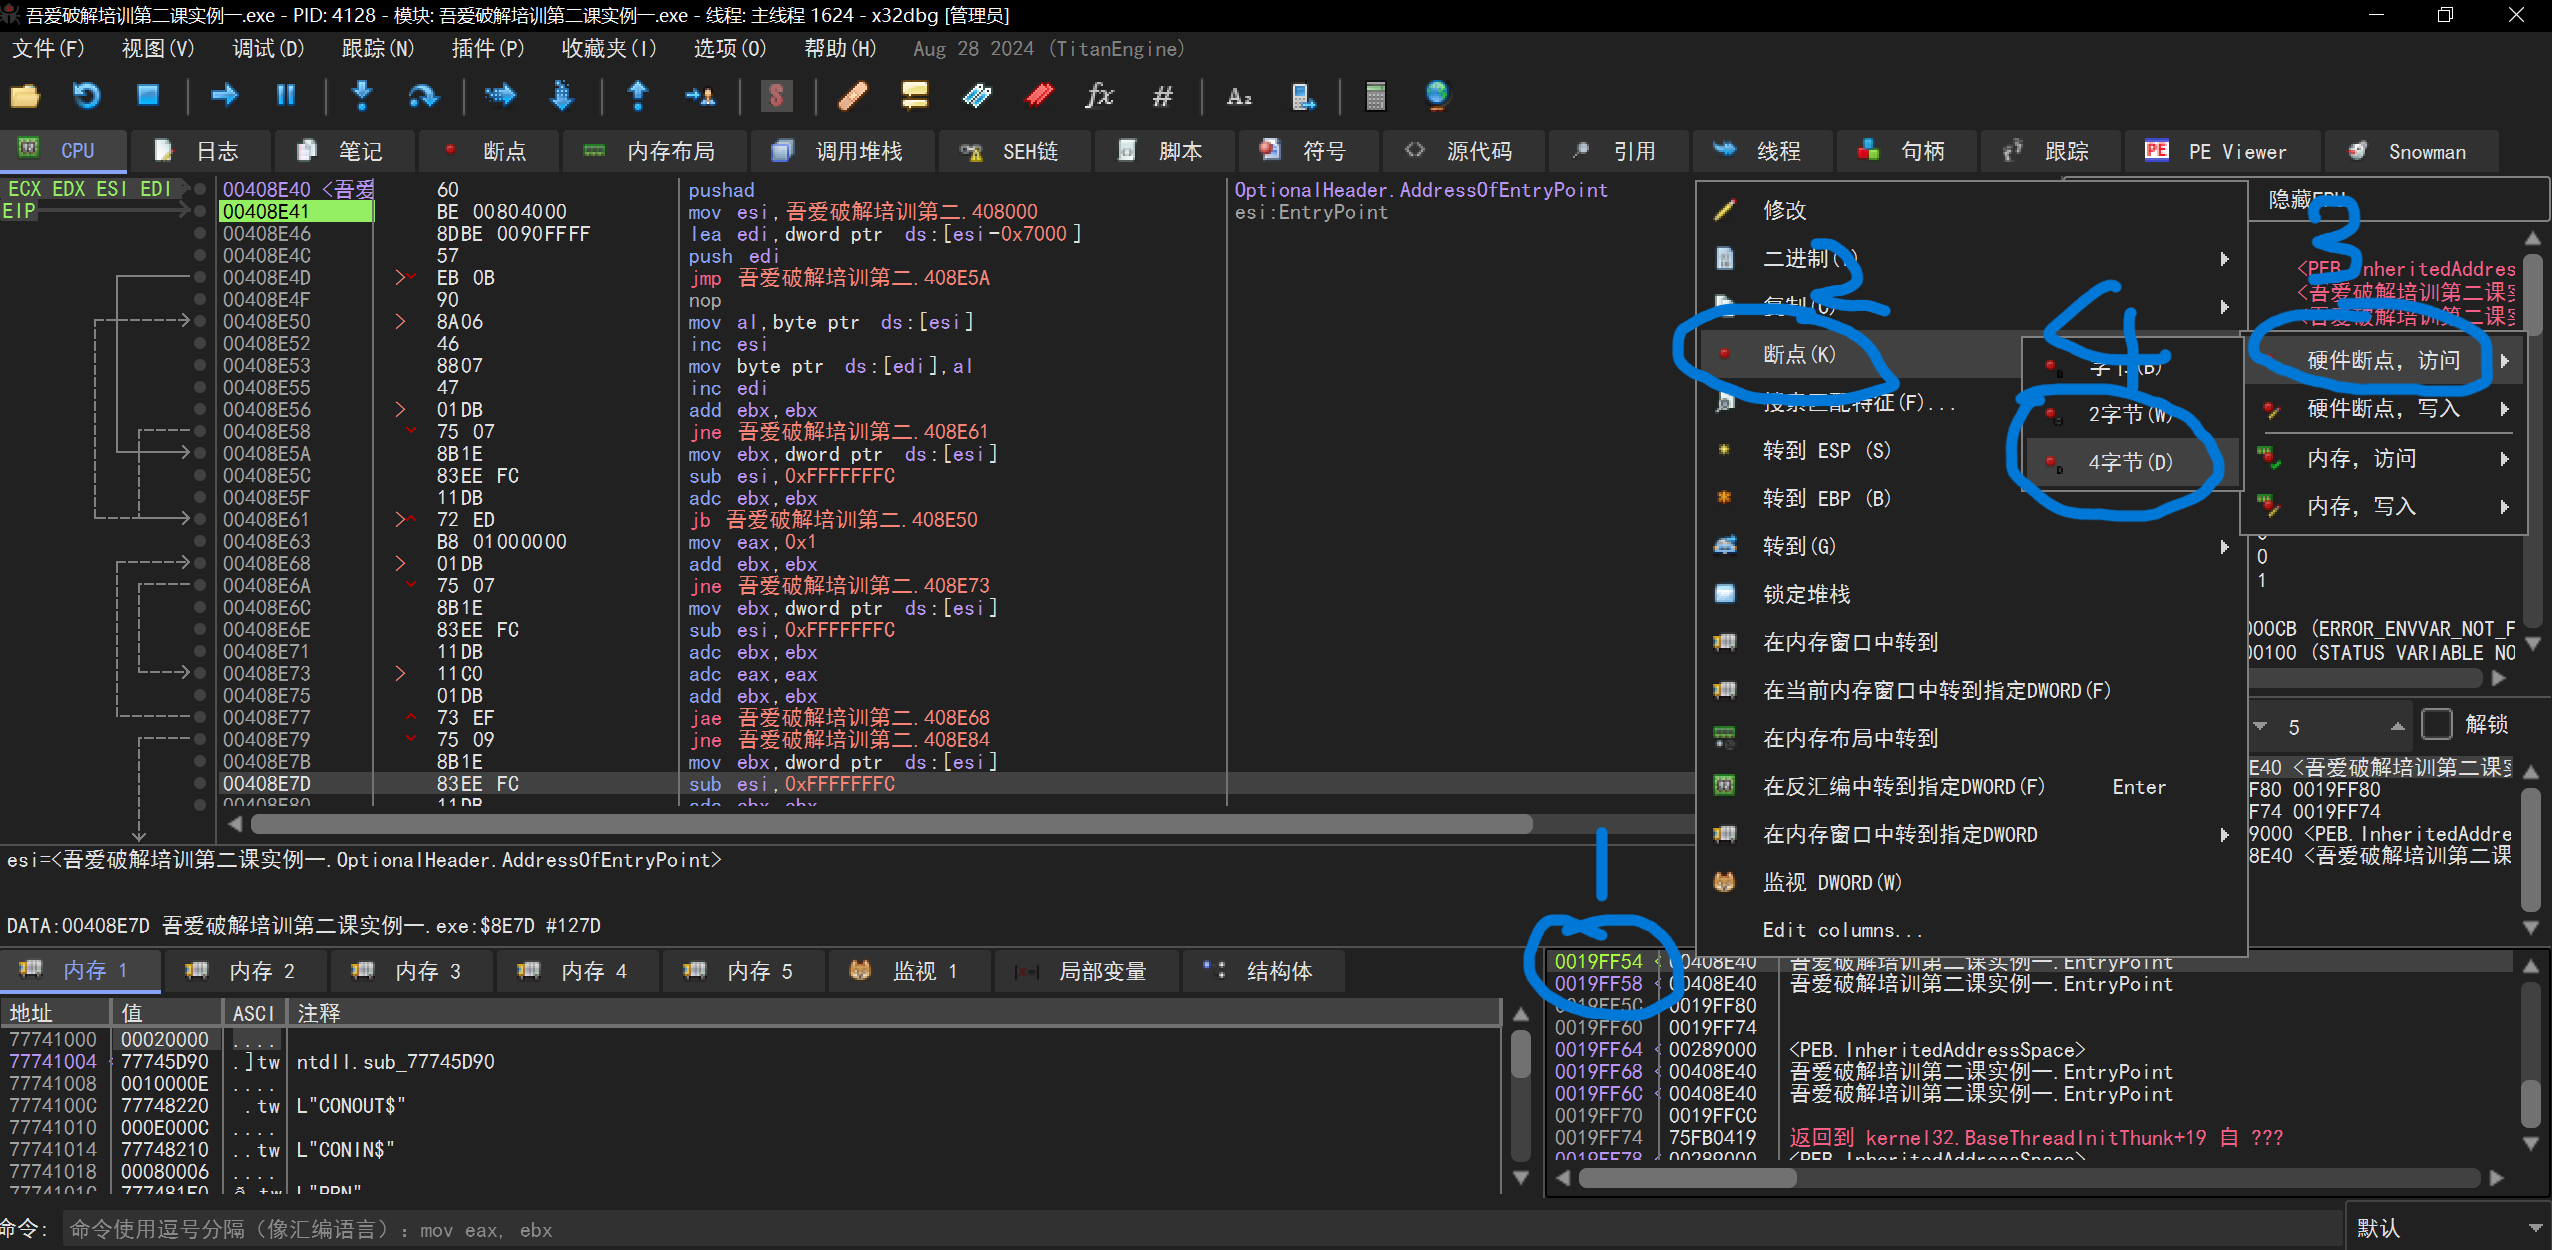 吾爱破解培训第二课实例一.exe - PID: 4128 - 模块: 吾爱破解培训第二课实例一.exe - 线程: 主线程 1624 - x32dbg [管理员]
文件(F) 视图(V) 调试(D) 跟踪(N) 插件(P) 收藏夹(I) 选项(O) 帮助(H) Aug 28 2024 (TitanEngine)
CPU 日志 笔记 断点 内存布局 调用堆栈 SEH链 脚本 符号 源代码 引用 线程 句柄 跟踪 PE Viewer Snowman
ECX EDX ESI EDI
EIP
00408E40 <吾爱 60 pushad OptionalHeader.AddressOfEntryPoint
00408E41 BE 00804000 mov esi,吾爱破解培训第二.408000 esi:EntryPoint
00408E46 8DBE 0090FFFF lea edi,dword ptr ds:[esi-0x7000]
00408E4C 57 push edi
00408E4D EB 0B jmp 吾爱破解培训第二.408E5A
00408E4F 90 nop
00408E50 8A06 mov al,byte ptr ds:[esi]
00408E52 46 inc esi
00408E53 8807 mov byte ptr ds:[edi],al
00408E55 47 inc edi
00408E56 01DB add ebx,ebx
00408E58 75 07 jne 吾爱破解培训第二.408E61
00408E5A 8B1E mov ebx,dword ptr ds:[esi]
00408E5C 83EE FC sub esi,0xFFFFFFFC
00408E5F 11DB adc ebx,ebx
00408E61 72 ED jb 吾爱破解培训第二.408E50
00408E63 B8 01000000 mov eax,0x1
00408E68 01DB add ebx,ebx
00408E6A 75 07 jne 吾爱破解培训第二.408E73
00408E6C 8B1E mov ebx,dword ptr ds:[esi]
00408E6E 83EE FC sub esi,0xFFFFFFFC
00408E71 11DB adc ebx,ebx
00408E73 11C0 adc eax,eax
00408E75 01DB add ebx,ebx
00408E77 73 EF jae 吾爱破解培训第二.408E68
00408E79 75 09 jne 吾爱破解培训第二.408E84
00408E7B 8B1E mov ebx,dword ptr ds:[esi]
00408E7D 83EE FC sub esi,0xFFFFFFFC
00408E80 11DB adc ebx,ebx
修改
二进制
复制(C)
断点(K)
搜索匹配特征(F)...
转到 ESP (S)
转到 EBP (B)
转到(G)
锁定堆栈
在内存窗口中转到
在当前内存窗口中转到指定DWORD(F)
在内存布局中转到
在反汇编中转到指定DWORD(F) Enter
在内存窗口中转到指定DWORD
监视 DWORD(W)
Edit columns...
2
4
字节(B)
2字节(W)
4字节(D)
3
硬件断点，访问
硬件断点，写入
内存，访问
内存，写入
隐藏FPU
<PEB.InheritedAddres
<吾爱破解培训第二课实
<吾爱破解培训第二课实
0
1
000CB (ERROR_ENVVAR_NOT_F
00100 (STATUS_VARIABLE_NO
5 解锁
E40 <吾爱破解培训第二课实
F80 0019FF80
F74 0019FF74
9000 <PEB.InheritedAddre
8E40 <吾爱破解培训第二课
esi=<吾爱破解培训第二课实例一.OptionalHeader.AddressOfEntryPoint>
DATA:00408E7D 吾爱破解培训第二课实例一.exe:$8E7D #127D
1
内存 1 内存 2 内存 3 内存 4 内存 5 监视 1 局部变量 结构体
地址 值 ASCI 注释
77741000 00020000 ....
77741004 77745D90 .]tw ntdll.sub_77745D90
77741008 0010000E ....
7774100C 77748220  .tw L"CONOUT$"
77741010 000E000C ....
77741014 77748210 ..tw L"CONIN$"
77741018 00080006 ....
7774101C 777481F0 ð.tw L"PRN"
0019FF54 00408E40 吾爱破解培训第二课实例一.EntryPoint
0019FF58 00408E40 吾爱破解培训第二课实例一.EntryPoint
0019FF5C 0019FF80
0019FF60 0019FF74
0019FF64 00289000 <PEB.InheritedAddressSpace>
0019FF68 00408E40 吾爱破解培训第二课实例一.EntryPoint
0019FF6C 00408E40 吾爱破解培训第二课实例一.EntryPoint
0019FF70 0019FFCC
0019FF74 75FB0419 返回到 kernel32.BaseThreadInitThunk+19 自 ???
0019FF78 00289000 <PEB.InheritedAddressSpace>
命令: 命令使用逗号分隔（像汇编语言）: mov eax, ebx 默认